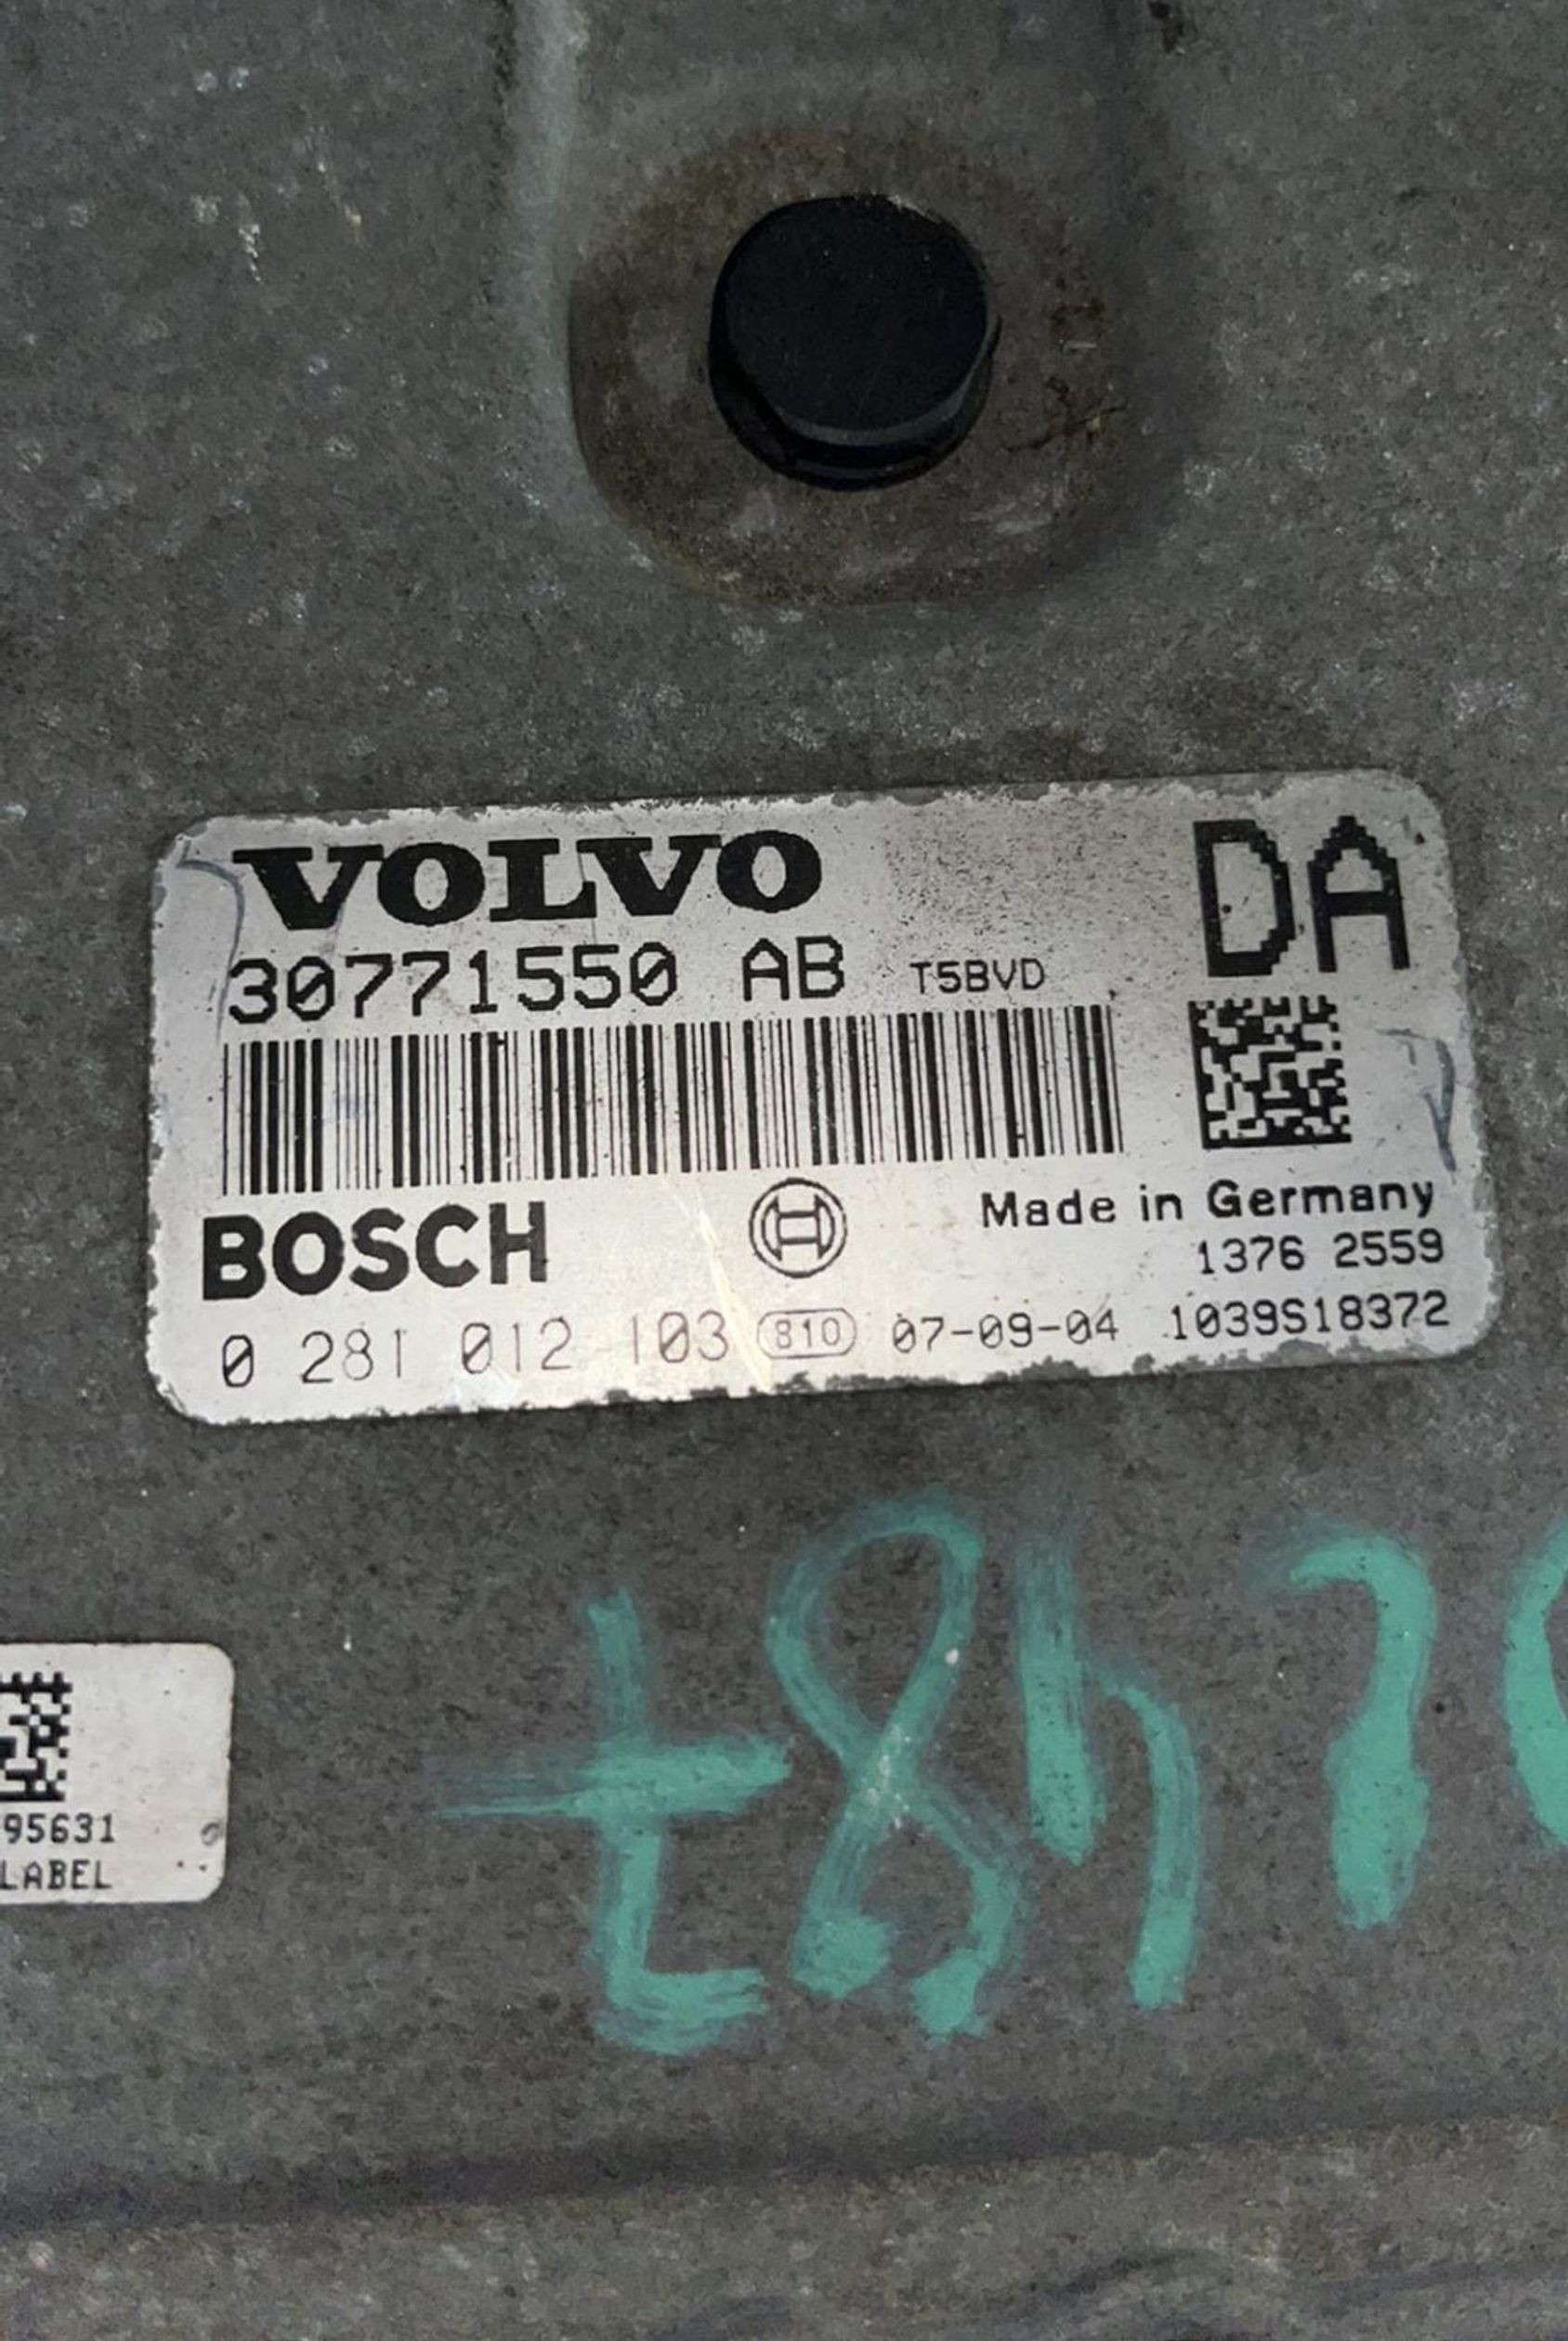 VOLVO
DA
30771550 AB T5BVD
BOSCH
Made in Germany
1376 2559
0 281 012 103 810 07-09-04 1039S18372
95631
LABEL